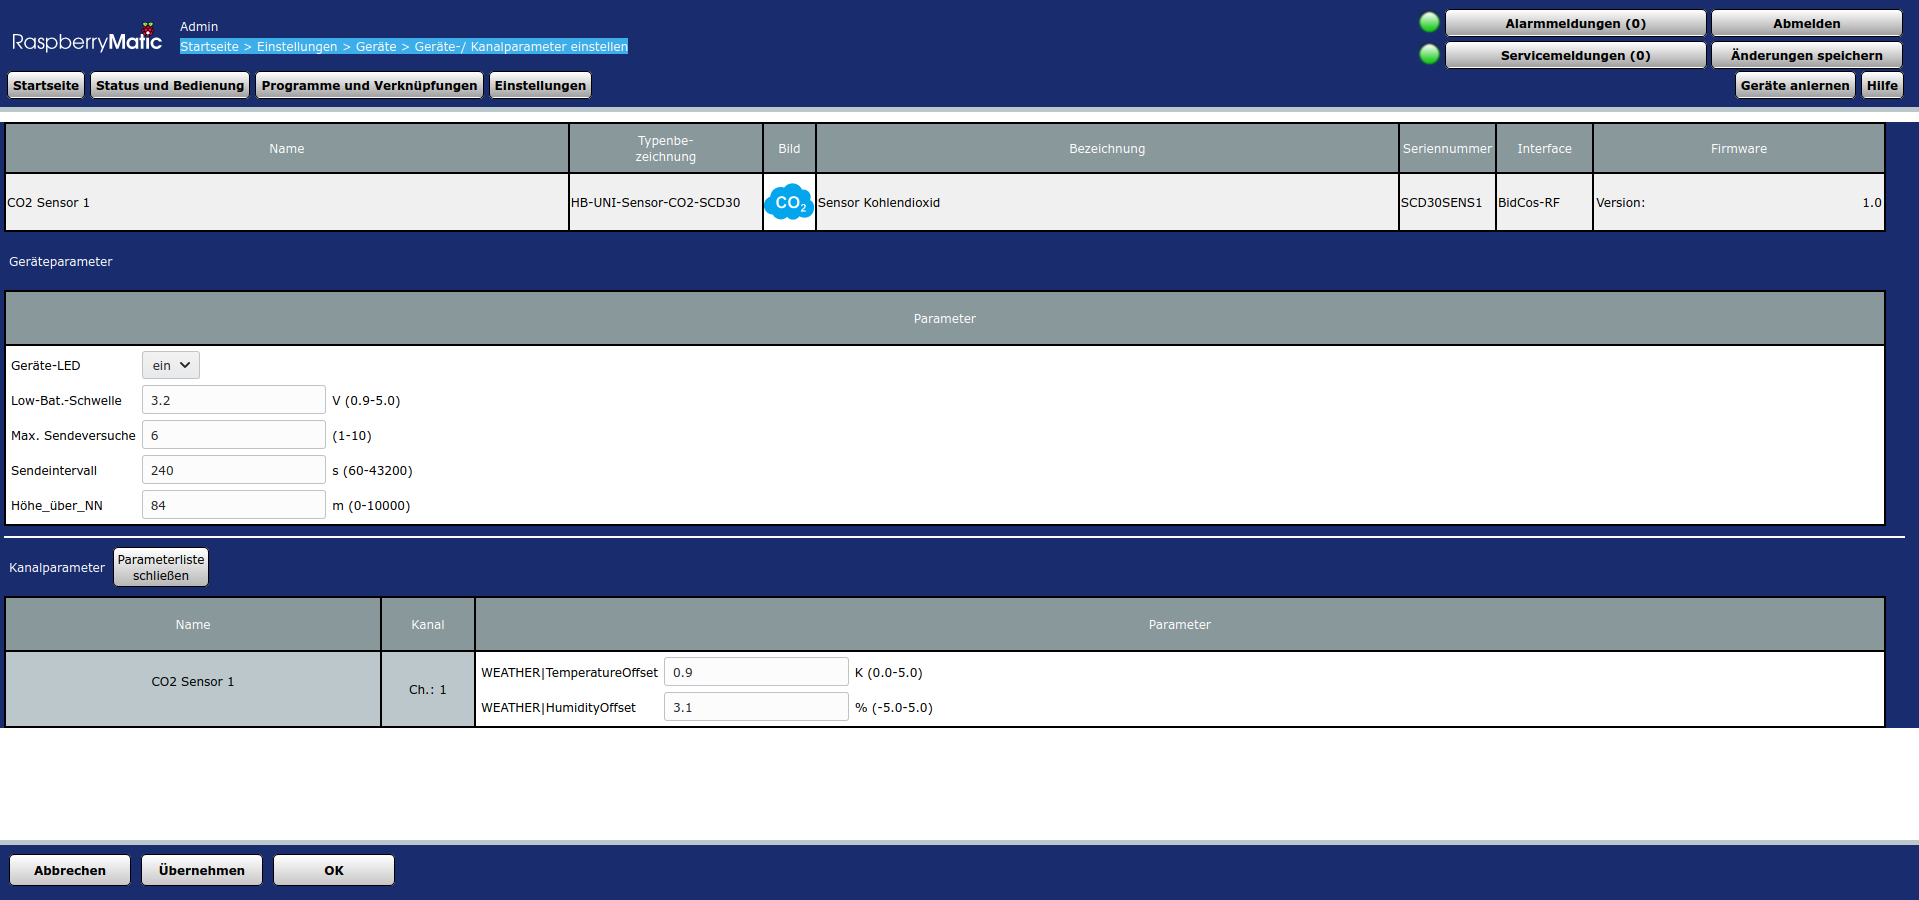 RaspberryMatic
Admin
Startseite > Einstellungen > Geräte > Geräte-/ Kanalparameter einstellen
Alarmmeldungen (0)
Abmelden
Servicemeldungen (0)
Änderungen speichern
Startseite
Status und Bedienung
Programme und Verknüpfungen
Einstellungen
Geräte anlernen
Hilfe
Name
Typenbe-
zeichnung
Bild
Bezeichnung
Seriennummer
Interface
Firmware
CO2 Sensor 1
HB-UNI-Sensor-CO2-SCD30
CO2
Sensor Kohlendioxid
SCD30SENS1
BidCos-RF
Version: 1.0
Geräteparameter
Parameter
Geräte-LED ein
Low-Bat.-Schwelle 3.2 V (0.9-5.0)
Max. Sendeversuche 6 (1-10)
Sendeintervall 240 s (60-43200)
Höhe_über_NN 84 m (0-10000)
Kanalparameter
Parameterliste
schließen
Name
Kanal
Parameter
CO2 Sensor 1
Ch.: 1
WEATHER|TemperatureOffset 0.9 K (0.0-5.0)
WEATHER|HumidityOffset 3.1 % (-5.0-5.0)
Abbrechen
Übernehmen
OK